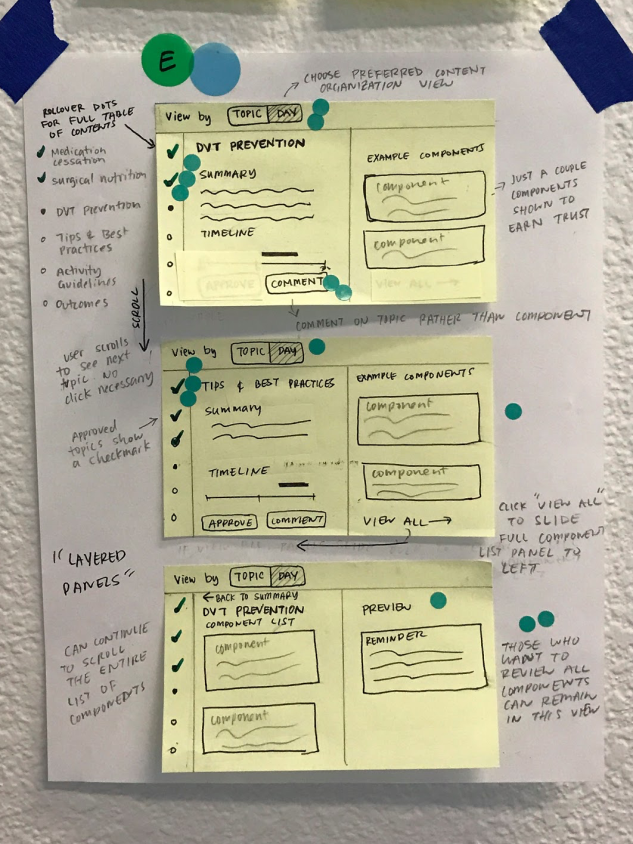 E
CHOOSE PREFERRED CONTENT
ORGANIZATION VIEW
ROLLOVER DOTS
FOR FULL TABLE
OF CONTENTS
Medication
cessation
surgical nutrition
DVT Prevention
Tips & Best
Practices
Activity
Guidelines
Outcomes
SCROLL
user scrolls
to see next
topic no
click necessary
Approved
topics show
a checkmark
"LAYERED
PANELS"
CAN CONTINUE
TO SCROLL
THE ENTIRE
LIST OF
COMPONENTS
View by TOPIC DAY
DVT PREVENTION
SUMMARY
TIMELINE
APPROVE COMMENT
EXAMPLE COMPONENTS
component
component
VIEW ALL
JUST A COUPLE
COMPONENTS
SHOWN TO
EARN TRUST
COMMENT ON TOPIC RATHER THAN COMPONENT
View by TOPIC DAY
TIPS & BEST PRACTICES
Summary
TIMELINE
APPROVE COMMENT
EXAMPLE COMPONENTS
component
component
VIEW ALL
CLICK "VIEW ALL"
TO SLIDE
FULL COMPONENT
LIST PANEL TO
LEFT
View by TOPIC DAY
BACK TO SUMMARY
DVT PREVENTION
COMPONENT LIST
component
component
PREVIEW
REMINDER
THOSE WHO
WANT TO
REVIEW ALL
COMPONENTS
CAN REMAIN
IN THIS VIEW